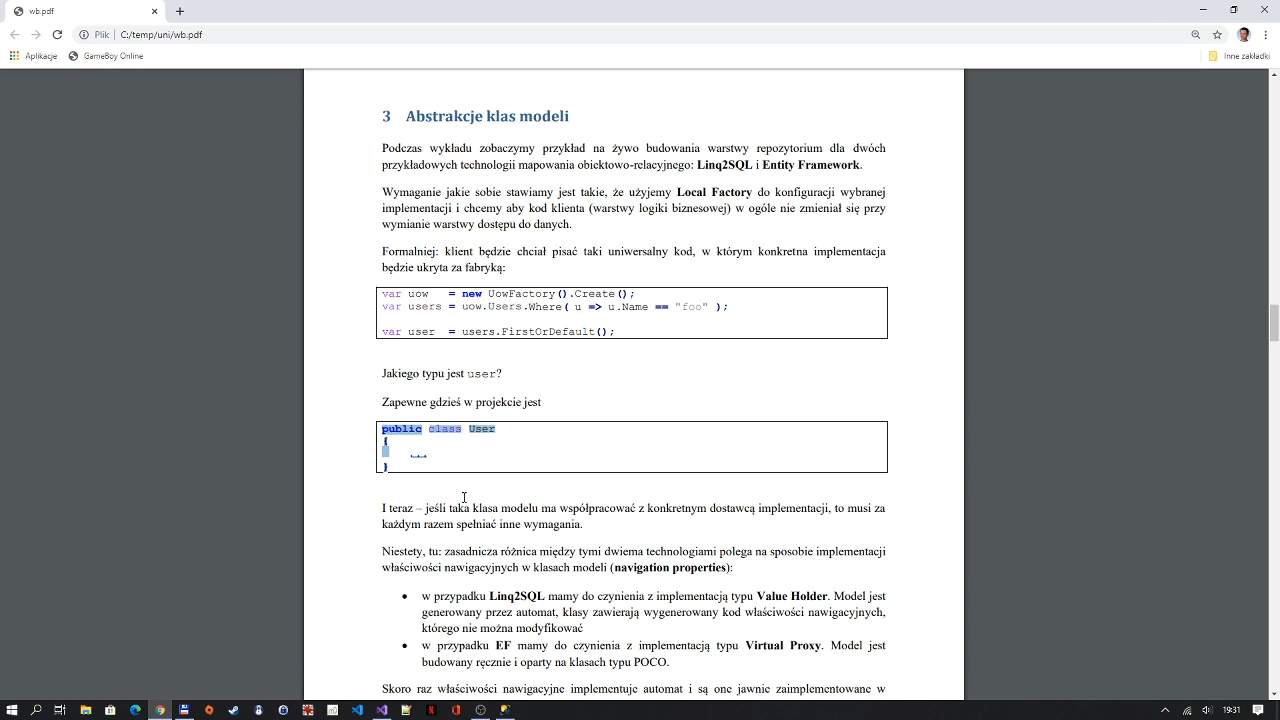 wb.pdf
Plik
C:/temp/uni/wb.pdf
Aplikacje
GameBoy Online
Inne zakładki
3 Abstrakcje klas modeli
Podczas wykładu zobaczymy przykład na żywo budowania warstwy repozytorium dla dwóch
przykładowych technologii mapowania obiektowo-relacyjnego: Linq2SQL i Entity Framework.
Wymaganie jakie sobie stawiamy jest takie, że użyjemy Local Factory do konfiguracji wybranej
implementacji i chcemy aby kod klienta (warstwy logiki biznesowej) w ogóle nie zmieniał się przy
wymianie warstwy dostępu do danych.
Formalniej: klient będzie chciał pisać taki uniwersalny kod, w którym konkretna implementacja
będzie ukryta za fabryką:
var uow = new UowFactory().Create();
var users = uow.Users.Where( u => u.Name == "foo" );
var user = users.FirstOrDefault();
Jakiego typu jest user?
Zapewne gdzieś w projekcie jest
public class User
{
...
}
I teraz – jeśli taka klasa modelu ma współpracować z konkretnym dostawcą implementacji, to musi za
każdym razem spełniać inne wymagania.
Niestety, tu: zasadnicza różnica między tymi dwiema technologiami polega na sposobie implementacji
właściwości nawigacyjnych w klasach modeli (navigation properties):
• w przypadku Linq2SQL mamy do czynienia z implementacją typu Value Holder. Model jest
generowany przez automat, klasy zawierają wygenerowany kod właściwości nawigacyjnych,
którego nie można modyfikować
• w przypadku EF mamy do czynienia z implementacją typu Virtual Proxy. Model jest
budowany ręcznie i oparty na klasach typu POCO.
Skoro raz właściwości nawigacyjne implementuje automat i są one jawnie zaimplementowane w
19:31